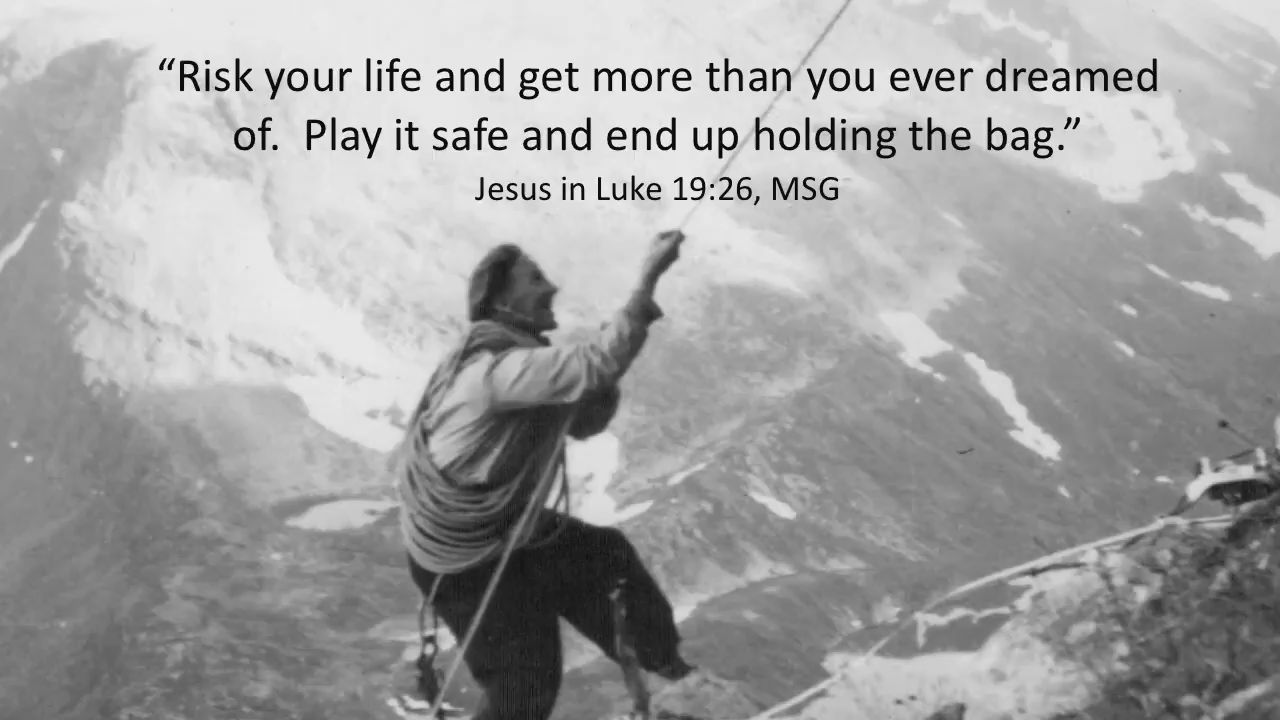 “Risk your life and get more than you ever dreamed
of.  Play it safe and end up holding the bag.”
Jesus in Luke 19:26, MSG